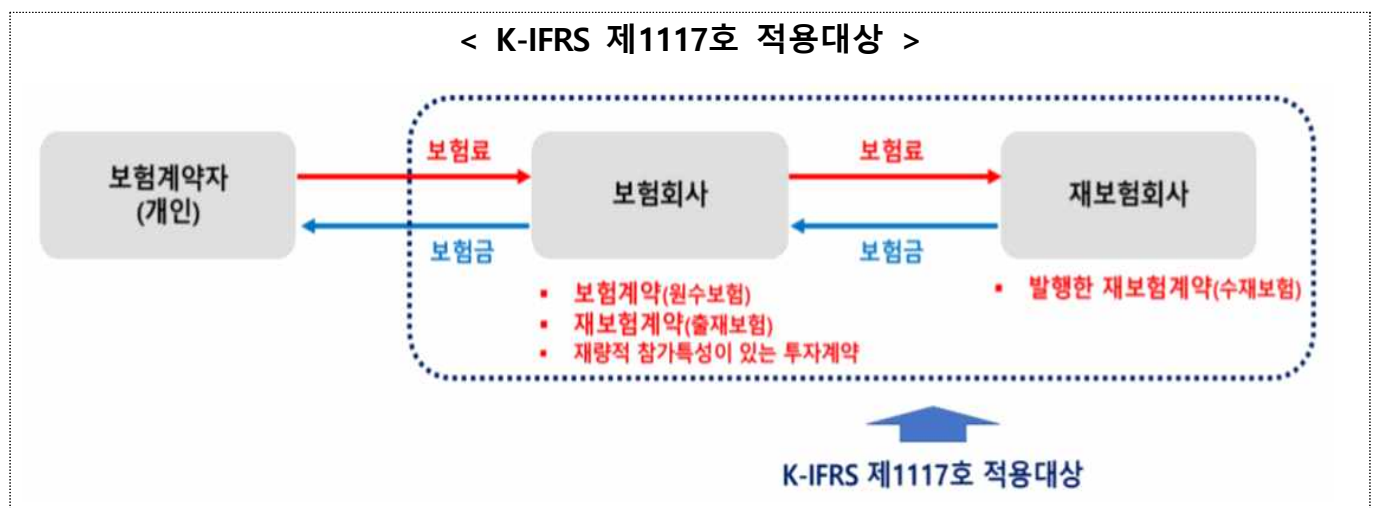 < K-IFRS 제1117호 적용대상 >
보험계약자
(개인)
보험료
보험금
보험회사
보험료
보험금
재보험회사
▪ 보험계약(원수보험)
▪ 재보험계약(출재보험)
▪ 재량적 참가특성이 있는 투자계약
▪ 발행한 재보험계약(수재보험)
K-IFRS 제1117호 적용대상